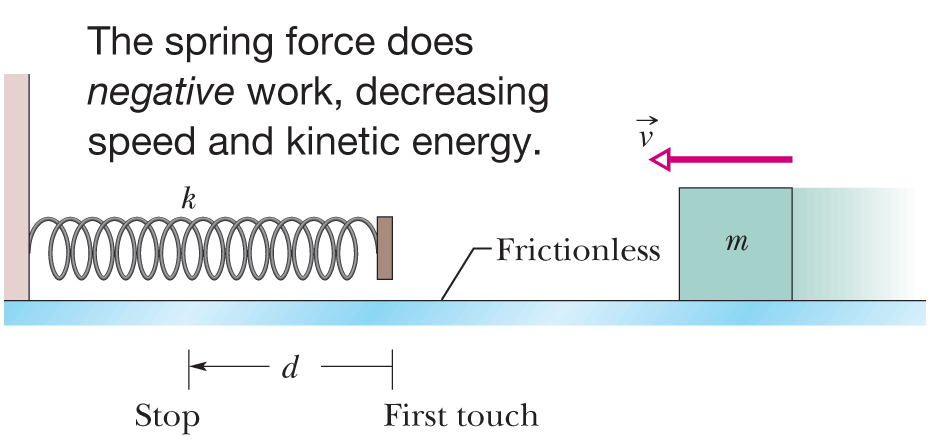 The spring force does
negative work, decreasing
speed and kinetic energy.
v
k
Frictionless
m
d
Stop
First touch